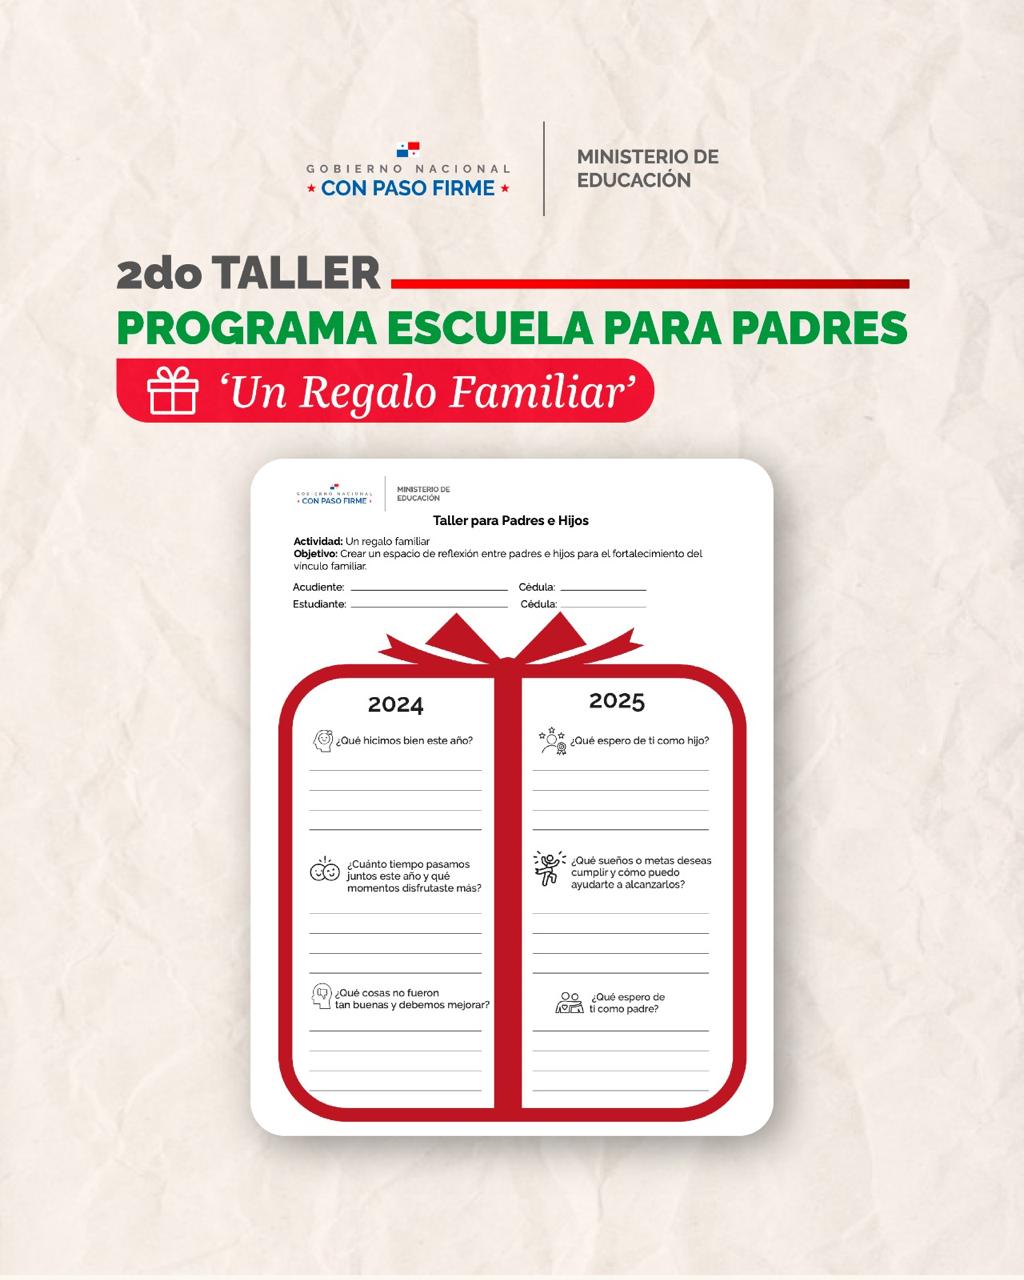 GOBIERNO NACIONAL
CON PASO FIRME
MINISTERIO DE
EDUCACIÓN
2do TALLER
PROGRAMA ESCUELA PARA PADRES
‘Un Regalo Familiar’
GOBIERNO NACIONAL
CON PASO FIRME
MINISTERIO DE
EDUCACIÓN
Taller para Padres e Hijos
Actividad: Un regalo familiar
Objetivo: Crear un espacio de reflexión entre padres e hijos para el fortalecimiento del
vínculo familiar.
Acudiente: Cédula:
Estudiante: Cédula:
2024
¿Qué hicimos bien este año?
¿Cuánto tiempo pasamos
juntos este año y qué
momentos disfrutaste más?
¿Qué cosas no fueron
tan buenas y debemos mejorar?
2025
¿Qué espero de ti como hijo?
¿Qué sueños o metas deseas
cumplir y cómo puedo
ayudarte a alcanzarlos?
¿Qué espero de
ti como padre?